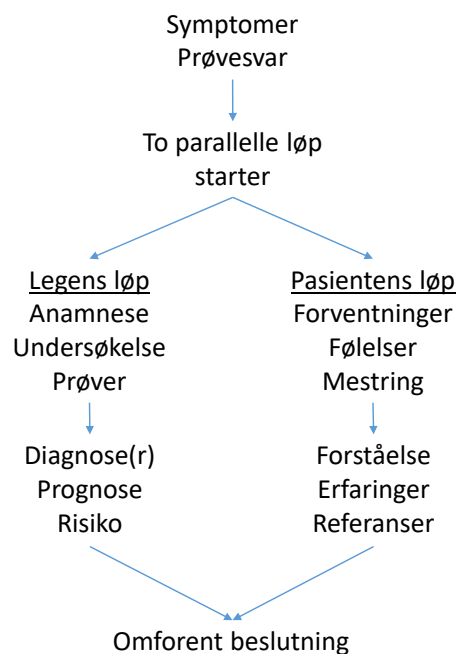 Symptomer
Prøvesvar
To parallelle løp
starter
Legens løp
Anamnese
Undersøkelse
Prøver
Pasientens løp
Forventninger
Følelser
Mestring
Diagnose(r)
Prognose
Risiko
Forståelse
Erfaringer
Referanser
Omforent beslutning